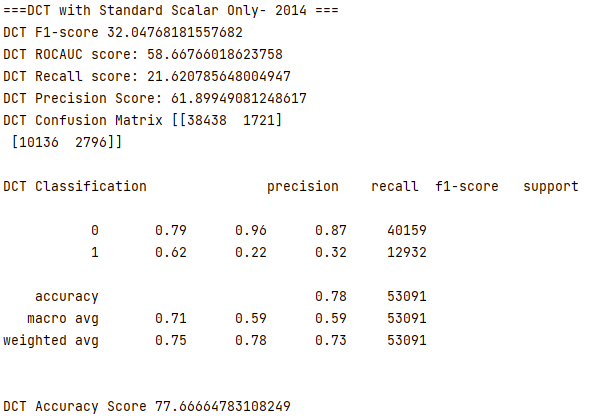 ===DCT with Standard Scalar Only- 2014 ===
DCT F1-score 32.04768181557682
DCT ROCAUC score: 58.66766018623758
DCT Recall score: 21.620785648004947
DCT Precision Score: 61.89949081248617
DCT Confusion Matrix [[38438  1721]
 [10136  2796]]
DCT Classification               precision    recall  f1-score   support
           0       0.79      0.96      0.87     40159
           1       0.62      0.22      0.32     12932
    accuracy                           0.78     53091
   macro avg       0.71      0.59      0.59     53091
weighted avg       0.75      0.78      0.73     53091
DCT Accuracy Score 77.66664783108249